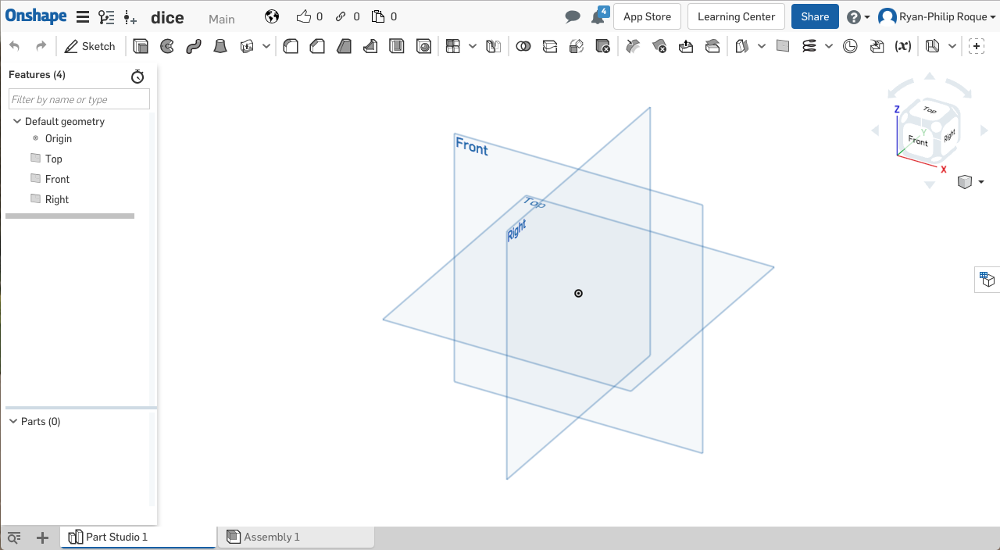 Onshape dice Main 0 0 0 4 App Store Learning Center Share Ryan-Philip Roque
Sketch (x)
Features (4)
Filter by name or type
Default geometry
Origin
Top
Front
Right
Parts (0)
Front
Top
Right
Z
Top
Y
Front
Right
X
Part Studio 1
Assembly 1